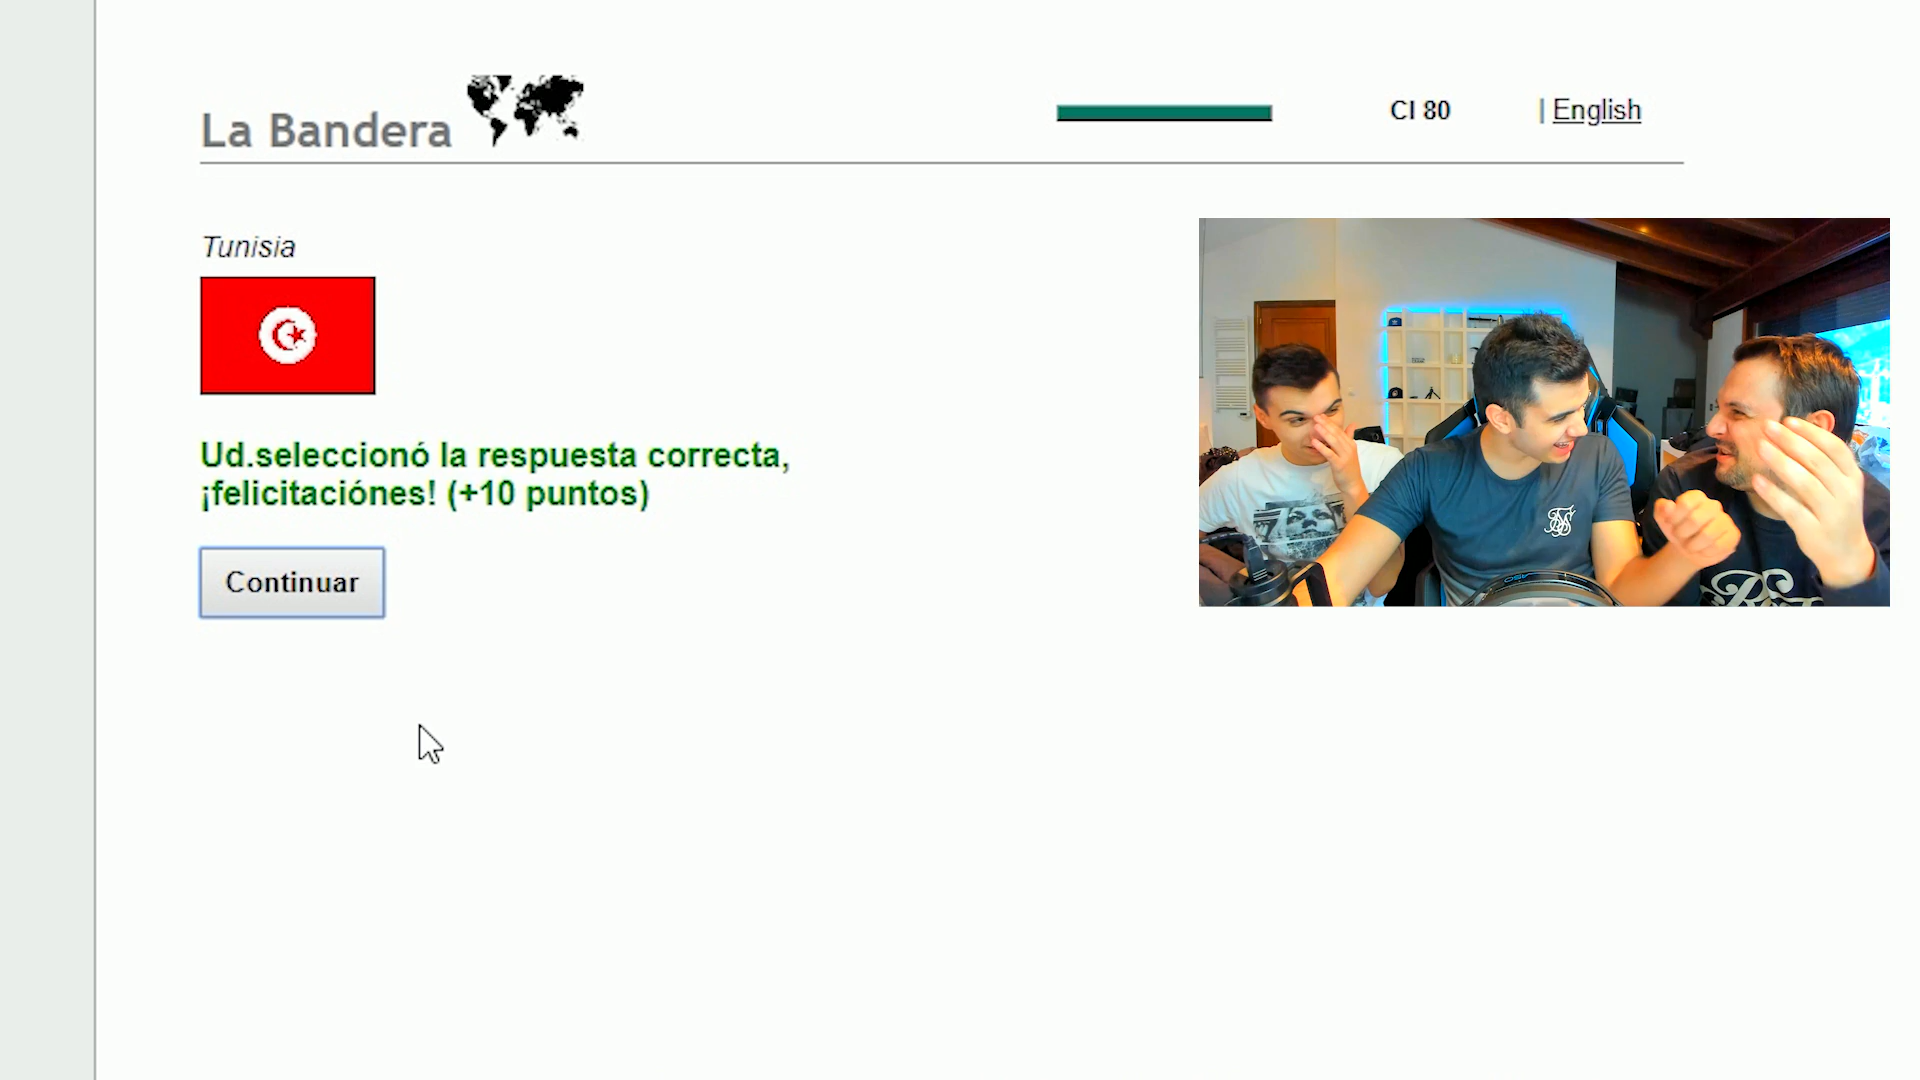 La Bandera
CI 80
| English
Tunisia
Ud.seleccionó la respuesta correcta,
¡felicitaciónes! (+10 puntos)
Continuar